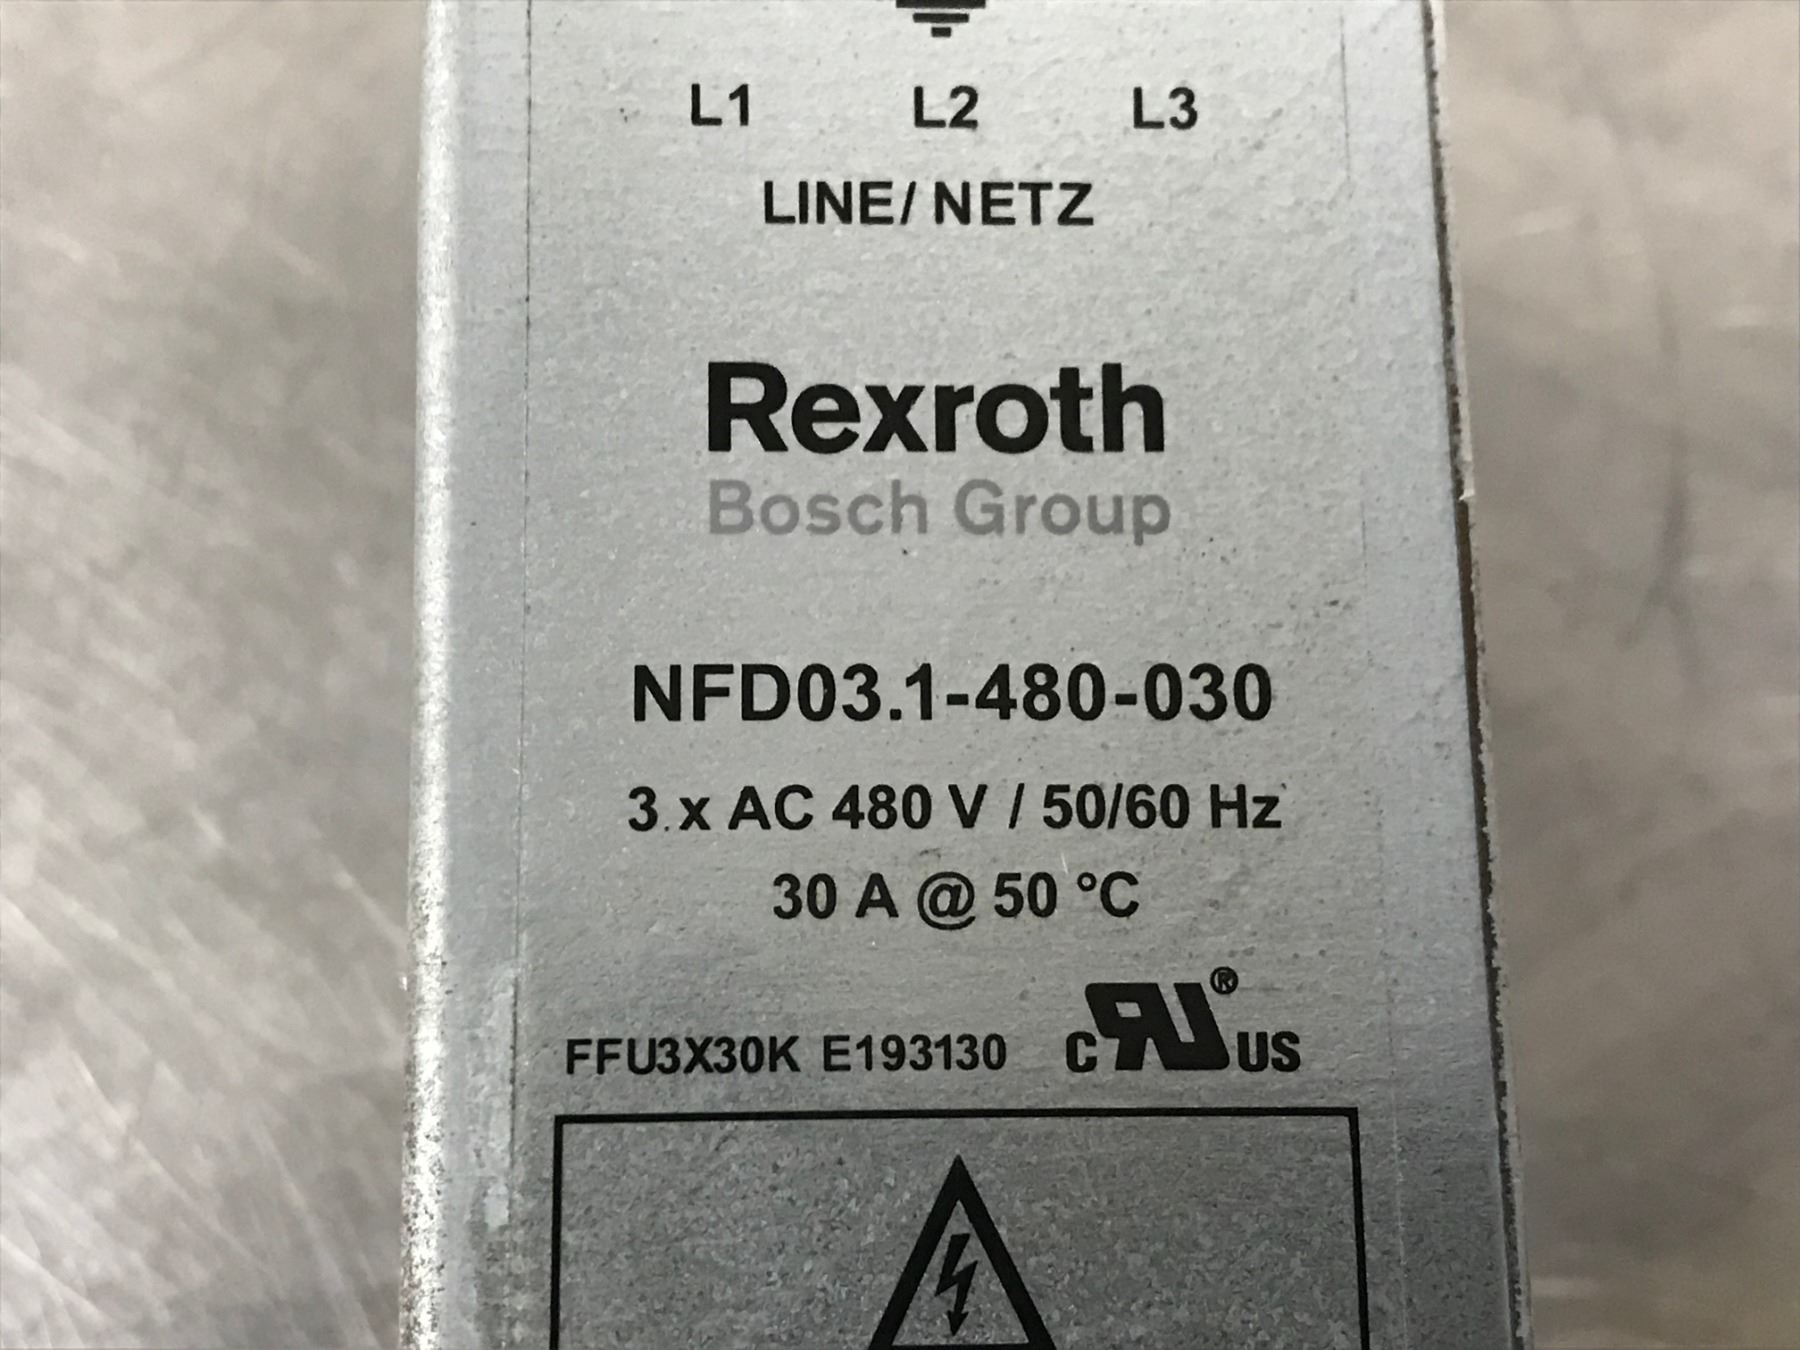 L1 L2 L3
LINE/ NETZ
Rexroth
Bosch Group
NFD03.1-480-030
3 x AC 480 V / 50/60 Hz
30 A @ 50 °C
FFU3X30K E193130 c RU ® US